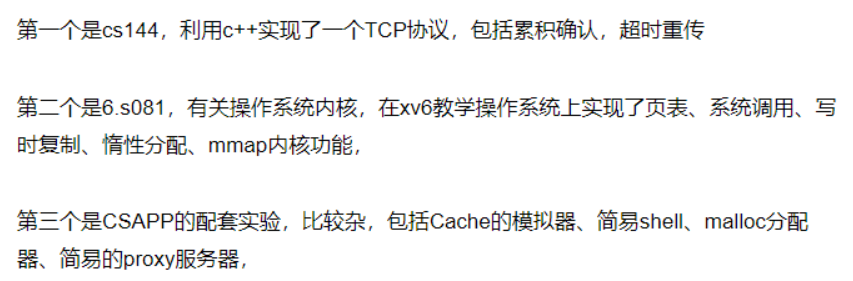 第一个是cs144，利用c++实现了一个TCP协议，包括累积确认，超时重传
第二个是6.s081，有关操作系统内核，在xv6教学操作系统上实现了页表、系统调用、写
时复制、惰性分配、mmap内核功能，
第三个是CSAPP的配套实验，比较杂，包括Cache的模拟器、简易shell、malloc分配
器、简易的proxy服务器，